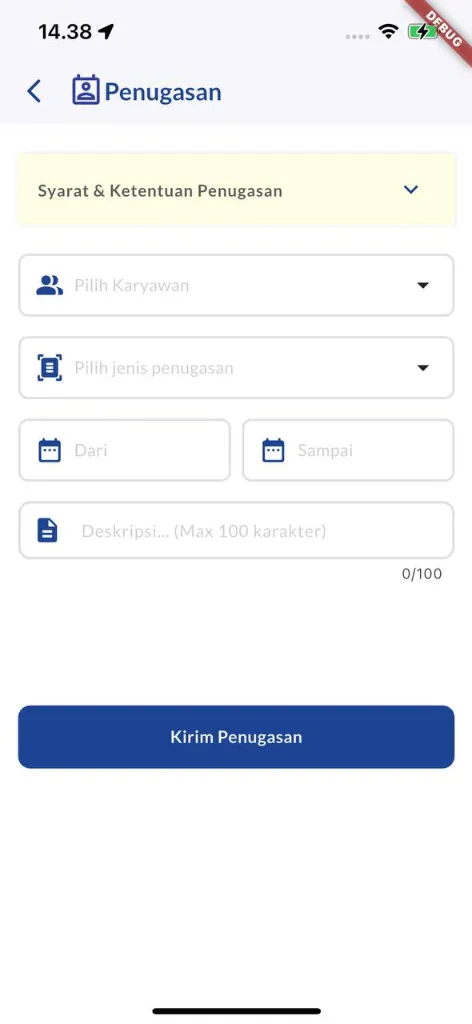 14.38
DEBUG
Penugasan
Syarat & Ketentuan Penugasan
Pilih Karyawan
Pilih jenis penugasan
Dari
Sampai
Deskripsi... (Max 100 karakter)
0/100
Kirim Penugasan